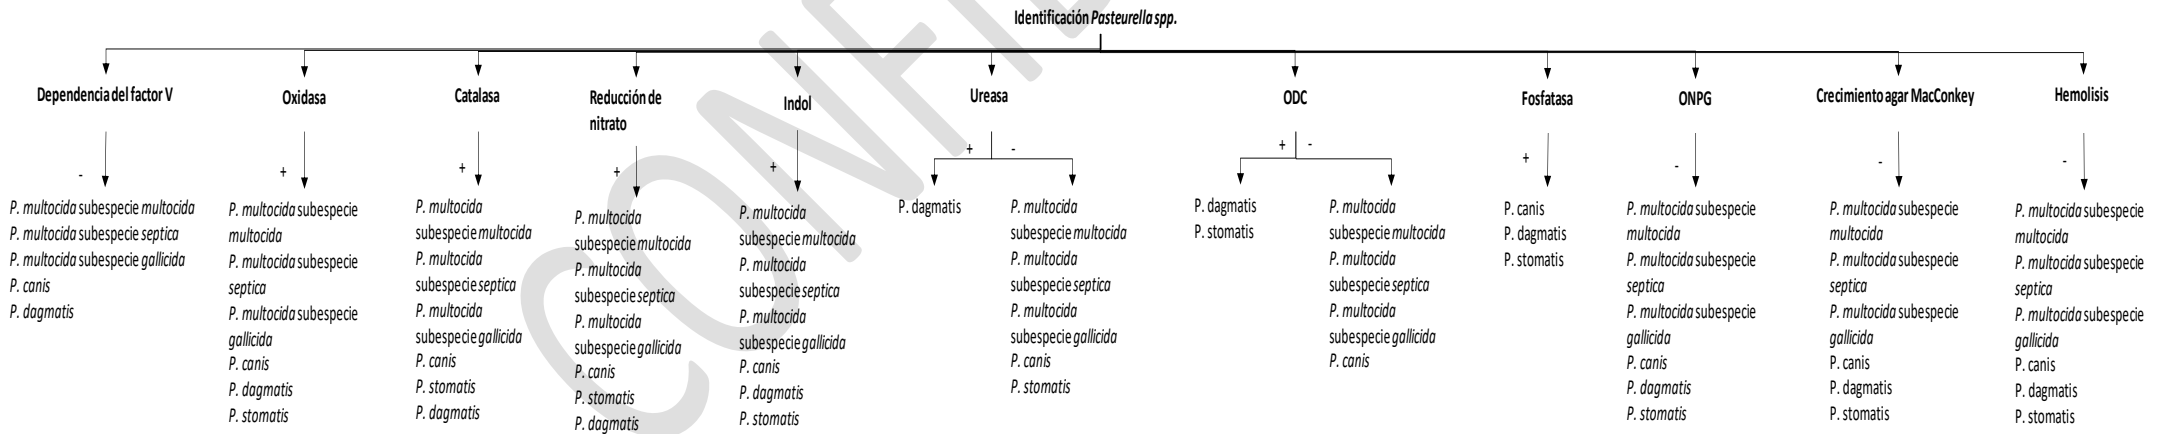 Identificación Pasteurella spp.
Dependencia del factor V
-
P. multocida subespecie multocida
P. multocida subespecie septica
P. multocida subespecie gallicida
P. canis
P. dagmatis
Oxidasa
+
P. multocida subespecie
multocida
P. multocida subespecie
septica
P. multocida subespecie
gallicida
P. canis
P. dagmatis
P. stomatis
Catalasa
+
P. multocida
subespecie multocida
P. multocida
subespecie septica
P. multocida
subespecie gallicida
P. canis
P. stomatis
P. dagmatis
Reducción de
nitrato
+
P. multocida
subespecie multocida
P. multocida
subespecie septica
P. multocida
subespecie gallicida
P. canis
P. stomatis
P. dagmatis
Indol
+
P. multocida
subespecie multocida
P. multocida
subespecie septica
P. multocida
subespecie gallicida
P. canis
P. dagmatis
P. stomatis
Ureasa
+ -
P. dagmatis
P. multocida
subespecie multocida
P. multocida
subespecie septica
P. multocida
subespecie gallicida
P. canis
P. stomatis
ODC
+ -
P. dagmatis
P. stomatis
P. multocida
subespecie multocida
P. multocida
subespecie septica
P. multocida
subespecie gallicida
P. canis
Fosfatasa
+
P. canis
P. dagmatis
P. stomatis
ONPG
-
P. multocida subespecie
multocida
P. multocida subespecie
septica
P. multocida subespecie
gallicida
P. canis
P. dagmatis
P. stomatis
Crecimiento agar MacConkey
-
P. multocida subespecie
multocida
P. multocida subespecie
septica
P. multocida subespecie
gallicida
P. canis
P. dagmatis
P. stomatis
Hemolisis
-
P. multocida subespecie
multocida
P. multocida subespecie
septica
P. multocida subespecie
gallicida
P. canis
P. dagmatis
P. stomatis
CONFI